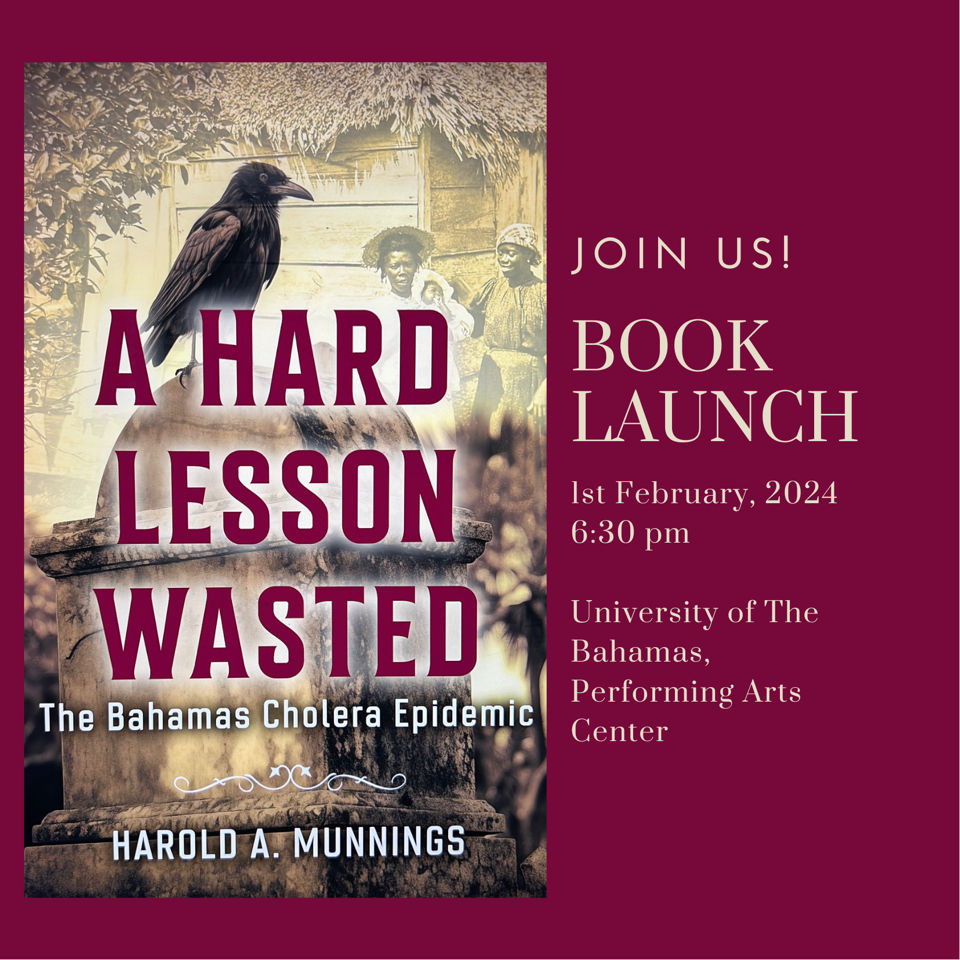 A HARD
LESSON
WASTED
The Bahamas Cholera Epidemic
HAROLD A. MUNNINGS
JOIN US!
BOOK
LAUNCH
1st February, 2024
6:30 pm
University of The
Bahamas,
Performing Arts
Center